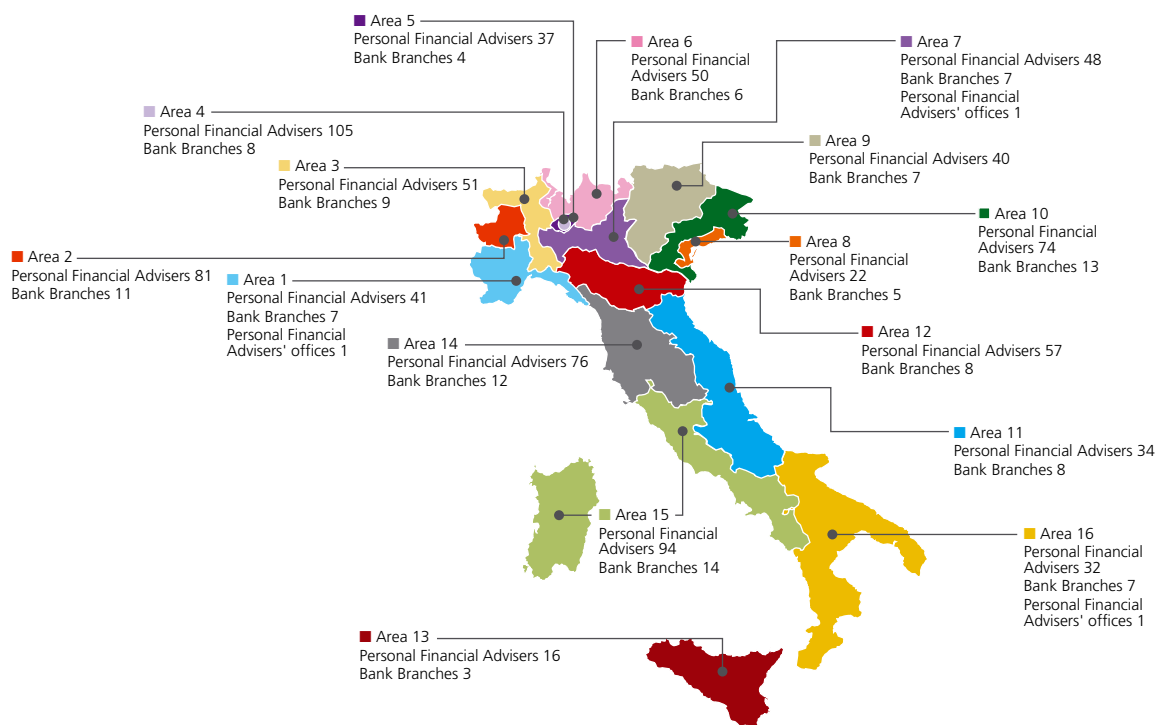 Area 5
Personal Financial Advisers 37
Bank Branches 4
Area 6
Personal Financial
Advisers 50
Bank Branches 6
Area 7
Personal Financial Advisers 48
Bank Branches 7
Personal Financial
Advisers' offices 1
Area 4
Personal Financial Advisers 105
Bank Branches 8
Area 3
Personal Financial Advisers 51
Bank Branches 9
Area 9
Personal Financial Advisers 40
Bank Branches 7
Area 10
Personal Financial
Advisers 74
Bank Branches 13
Area 2
Personal Financial Advisers 81
Bank Branches 11
Area 1
Personal Financial Advisers 41
Bank Branches 7
Personal Financial
Advisers' offices 1
Area 8
Personal Financial
Advisers 22
Bank Branches 5
Area 12
Personal Financial Advisers 57
Bank Branches 8
Area 14
Personal Financial Advisers 76
Bank Branches 12
Area 11
Personal Financial Advisers 34
Bank Branches 8
Area 15
Personal Financial
Advisers 94
Bank Branches 14
Area 16
Personal Financial
Advisers 32
Bank Branches 7
Personal Financial
Advisers' offices 1
Area 13
Personal Financial Advisers 16
Bank Branches 3